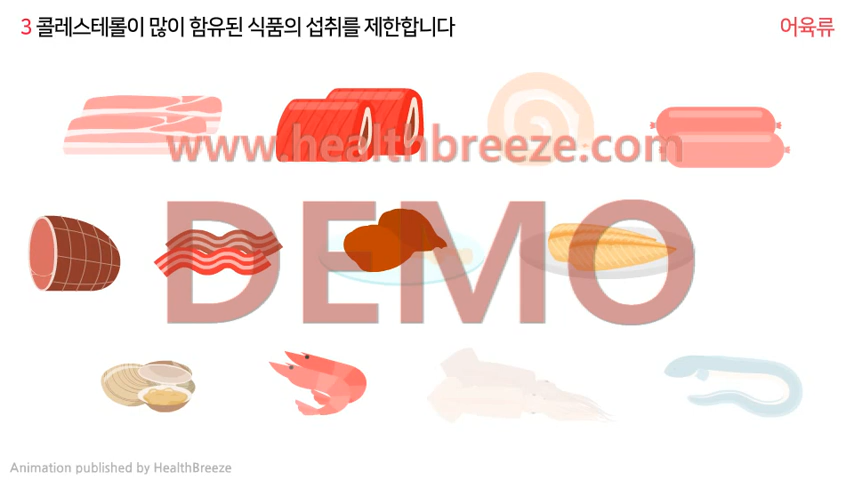 3 콜레스테롤이 많이 함유된 식품의 섭취를 제한합니다
어육류
www.healthbreeze.com
DEMO
Animation published by HealthBreeze